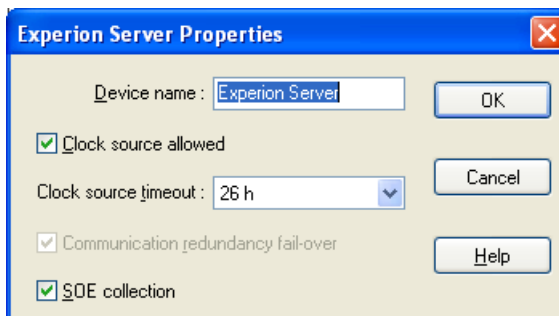 Experion Server Properties
Device name : Experion Server
OK
Clock source allowed
Clock source timeout : 26 h
Cancel
Communication redundancy fail-over
Help
SOE collection